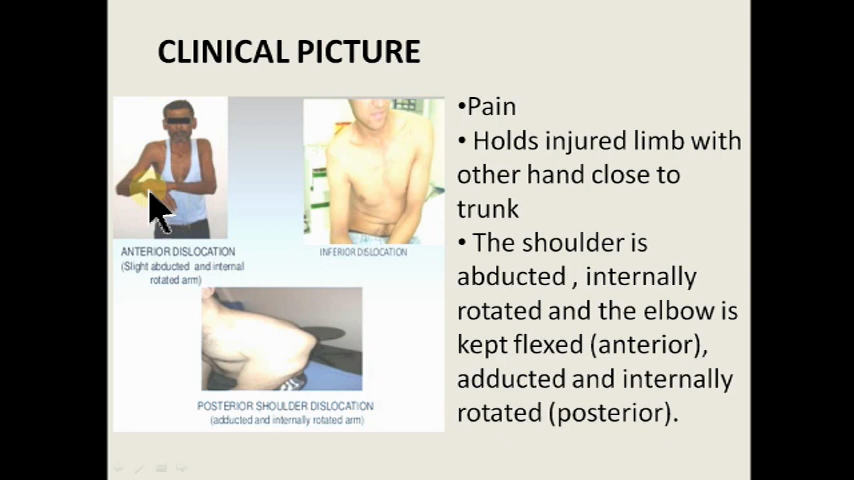 CLINICAL PICTURE
ANTERIOR DISLOCATION
(Slight abducted and internal
rotated arm)
INFERIOR DISLOCATION
POSTERIOR SHOULDER DISLOCATION
(adducted and internally rotated arm)
•Pain
• Holds injured limb with
other hand close to
trunk
• The shoulder is
abducted , internally
rotated and the elbow is
kept flexed (anterior),
adducted and internally
rotated (posterior).